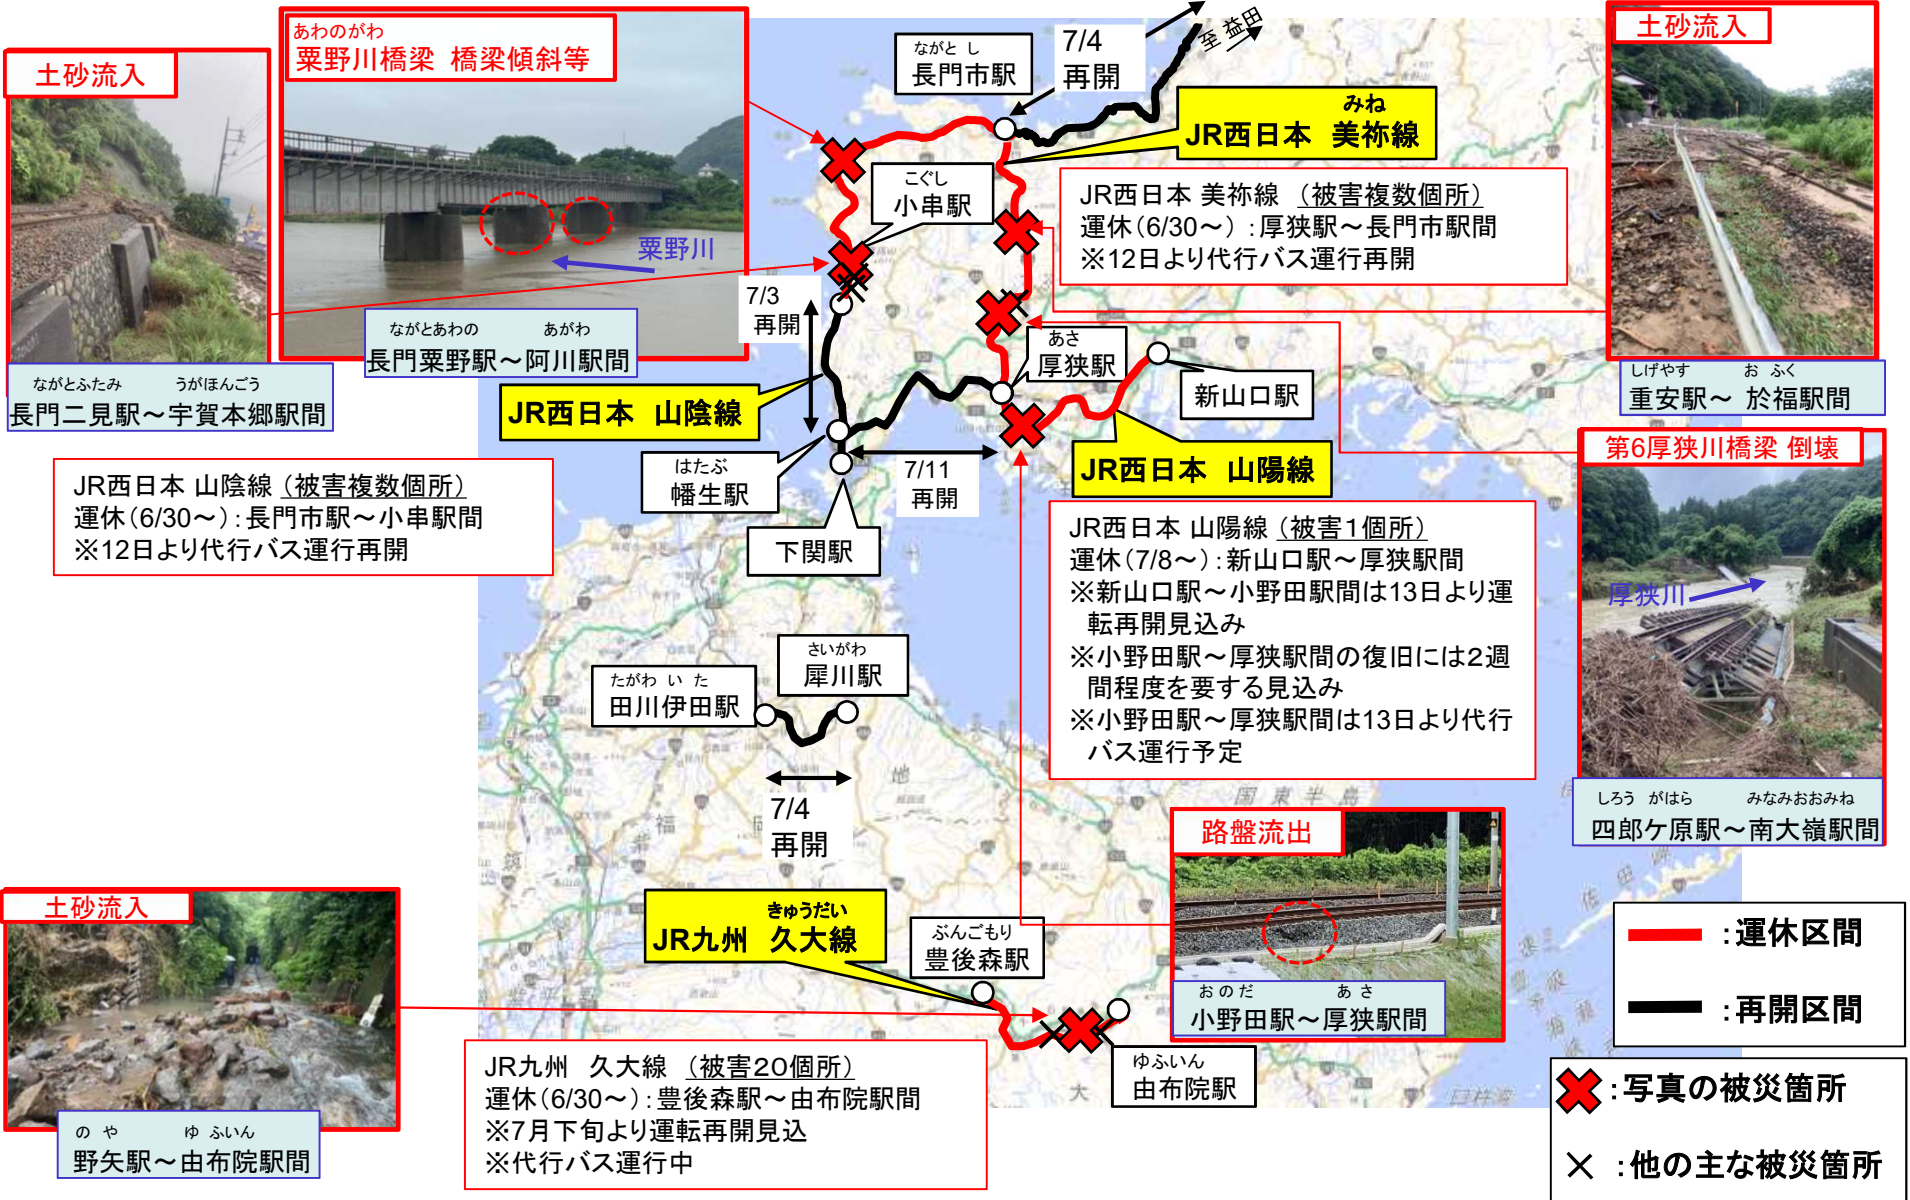 土砂流入
あわのがわ
粟野川橋梁 橋梁傾斜等
粟野川
ながとあわの あがわ
長門粟野駅～阿川駅間
ながとふたみ うがほんごう
長門二見駅～宇賀本郷駅間
ながと し
長門市駅
7/4
再開
至 益田
みね
JR西日本 美祢線
こぐし
小串駅
JR西日本 美祢線 （被害複数個所）
運休（6/30～）：厚狭駅～長門市駅間
※12日より代行バス運行再開
土砂流入
しげやす お ふく
重安駅～ 於福駅間
7/3
再開
JR西日本 山陰線
あさ
厚狭駅
新山口駅
はたぶ
幡生駅
7/11
再開
下関駅
JR西日本 山陽線
JR西日本 山陰線 （被害複数個所）
運休（6/30～）：長門市駅～小串駅間
※12日より代行バス運行再開
JR西日本 山陽線 （被害1個所）
運休（7/8～）：新山口駅～厚狭駅間
※新山口駅～小野田駅間は13日より運
転再開見込み
※小野田駅～厚狭駅間の復旧には2週
間程度を要する見込み
※小野田駅～厚狭駅間は13日より代行
バス運行予定
第6厚狭川橋梁 倒壊
厚狭川
しろう がはら みなみおおみね
四郎ケ原駅～南大嶺駅間
たがわ い た
田川伊田駅
さいがわ
犀川駅
7/4
再開
国東半島
地
福
路盤流出
おのだ あさ
小野田駅～厚狭駅間
土砂流入
の や ゆ ふいん
野矢駅～由布院駅間
きゅうだい
JR九州 久大線
ぶんごもり
豊後森駅
ゆふいん
由布院駅
大
JR九州 久大線 （被害20個所）
運休（6/30～）：豊後森駅～由布院駅間
※7月下旬より運転再開見込
※代行バス運行中
：運休区間
：再開区間
：写真の被災箇所
：他の主な被災箇所